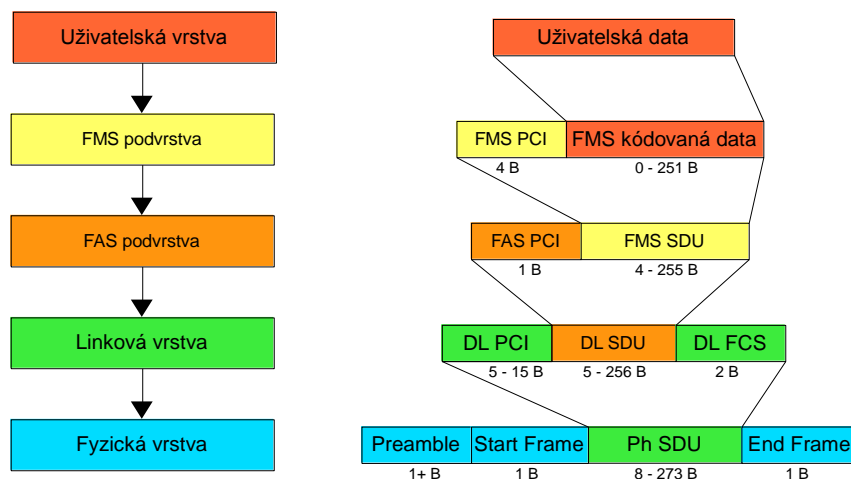 Uživatelská vrstva
Uživatelská data
FMS podvrstva
FMS PCI
FMS kódovaná data
4 B
0 - 251 B
FAS podvrstva
FAS PCI
FMS SDU
1 B
4 - 255 B
Linková vrstva
DL PCI
DL SDU
DL FCS
5 - 15 B
5 - 256 B
2 B
Fyzická vrstva
Preamble
Start Frame
Ph SDU
End Frame
1+ B
1 B
8 - 273 B
1 B